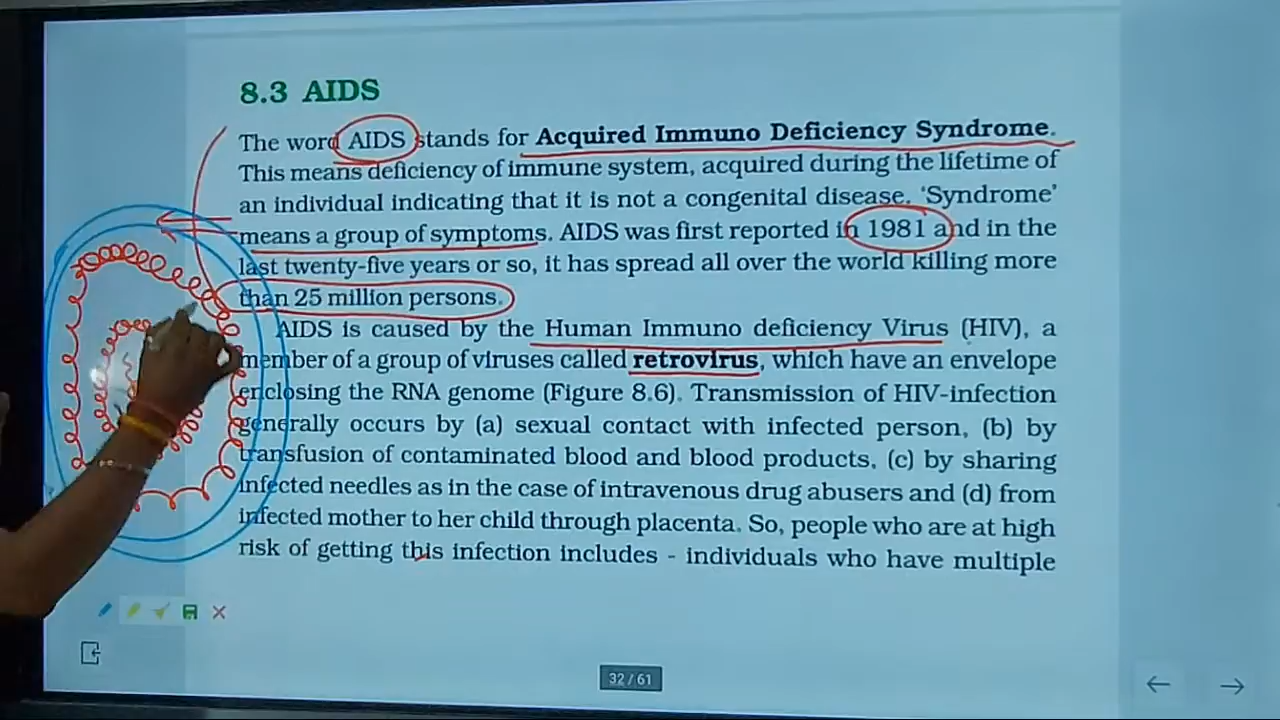 8.3 AIDS
The word AIDS stands for Acquired Immuno Deficiency Syndrome.
This means deficiency of immune system, acquired during the lifetime of
an individual indicating that it is not a congenital disease. ‘Syndrome’
means a group of symptoms. AIDS was first reported in 1981 and in the
last twenty-five years or so, it has spread all over the world killing more
than 25 million persons.
AIDS is caused by the Human Immuno deficiency Virus (HIV), a
member of a group of viruses called retrovirus, which have an envelope
enclosing the RNA genome (Figure 8.6). Transmission of HIV-infection
generally occurs by (a) sexual contact with infected person, (b) by
transfusion of contaminated blood and blood products, (c) by sharing
infected needles as in the case of intravenous drug abusers and (d) from
infected mother to her child through placenta. So, people who are at high
risk of getting this infection includes - individuals who have multiple
32 / 61